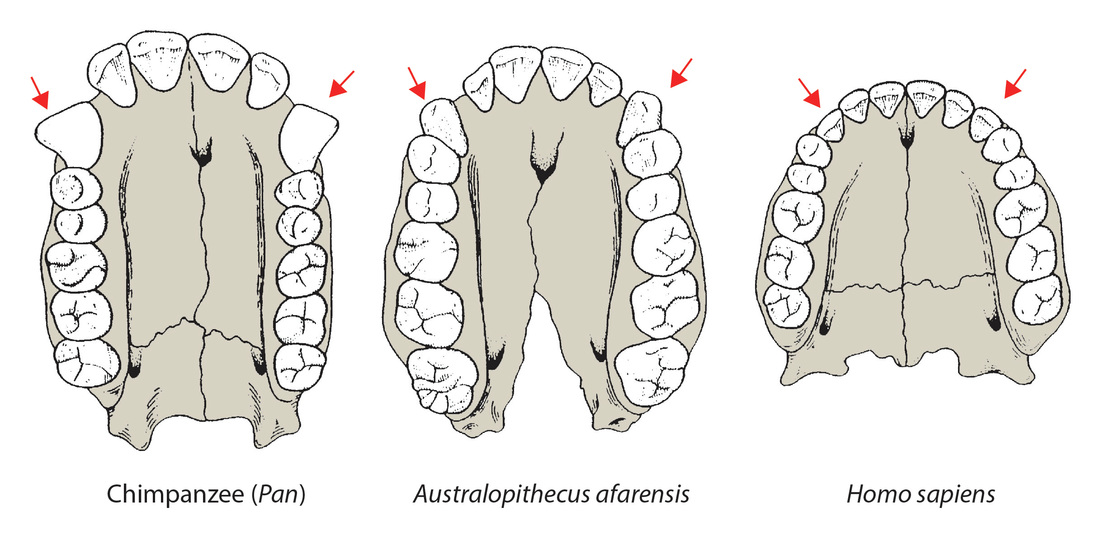 Chimpanzee (Pan)
Australopithecus afarensis
Homo sapiens